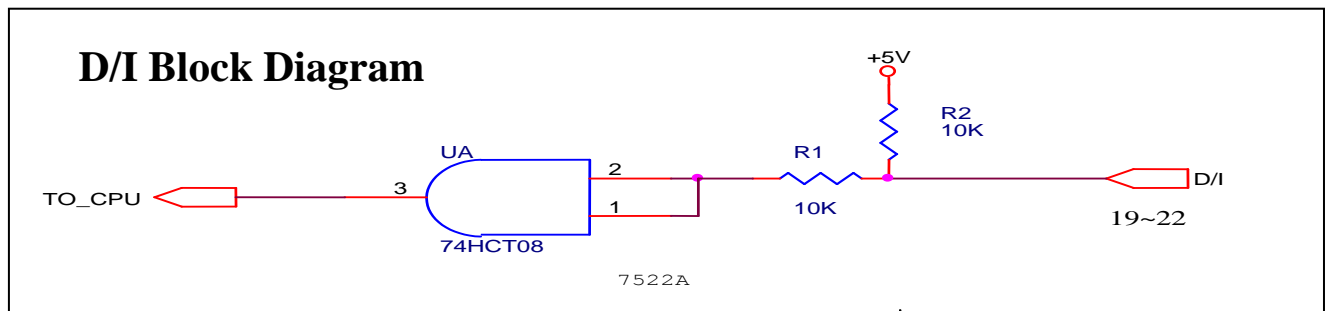 D/I Block Diagram
+5V
R2
10K
UA
R1
2
D/I
3
TO_CPU
1
10K
19~22
74HCT08
7522A